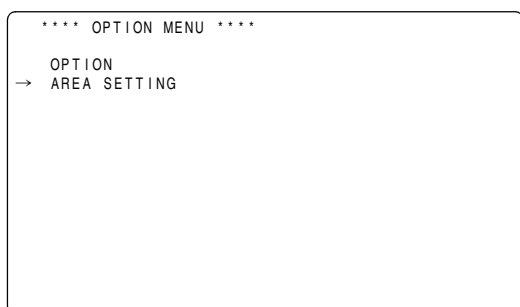 **** OPTION MENU ****
OPTION
→ AREA SETTING